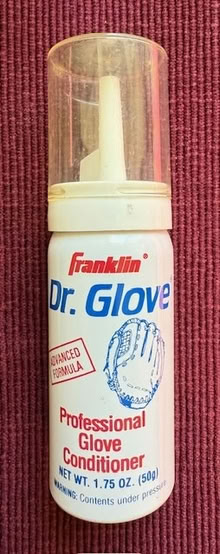 franklin®
Dr. Glove
ADVANCED
FORMULA
Professional
Glove
Conditioner
NET WT. 1.75 OZ. (50g)
WARNING: Contents under pressure